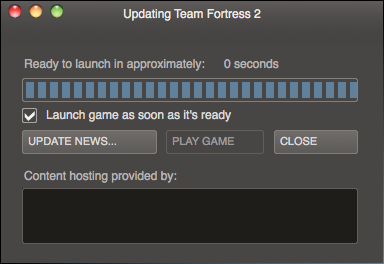 Updating Team Fortress 2
Ready to launch in approximately: 0 seconds
Launch game as soon as it's ready
UPDATE NEWS... PLAY GAME CLOSE
Content hosting provided by: